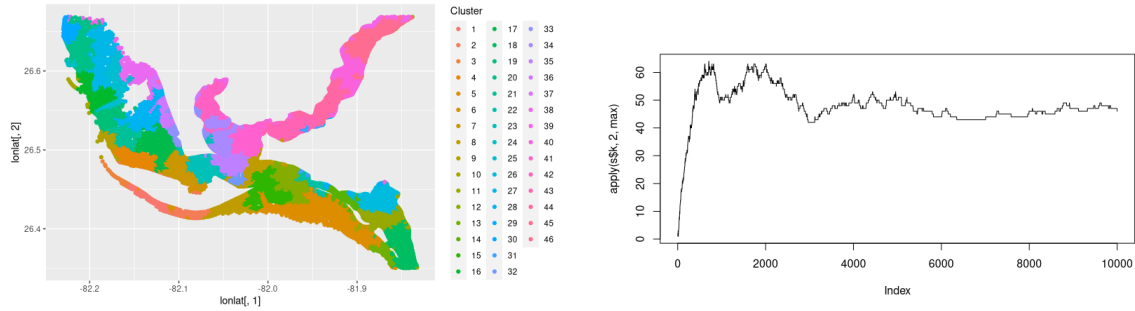 Cluster
1 17 33
2 18 34
3 19 35
4 20 36
5 21 37
6 22 38
7 23 39
8 24 40
9 25 41
10 26 42
11 27 43
12 28 44
13 29 45
14 30 46
15 31
16 32
26.6
26.5
26.4
lonlat[, 2]
-82.2 -82.1 -82.0 -81.9
lonlat[, 1]
60
50
40
30
20
10
0
apply(s$k, 2, max)
0 2000 4000 6000 8000 10000
Index